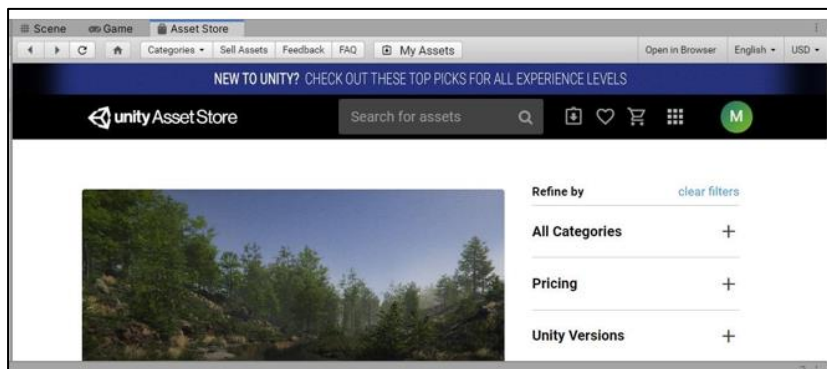 Scene Game Asset Store
Categories Sell Assets Feedback FAQ My Assets Open in Browser English USD
NEW TO UNITY? CHECK OUT THESE TOP PICKS FOR ALL EXPERIENCE LEVELS
unity Asset Store Search for assets M
Refine by clear filters
All Categories +
Pricing +
Unity Versions +